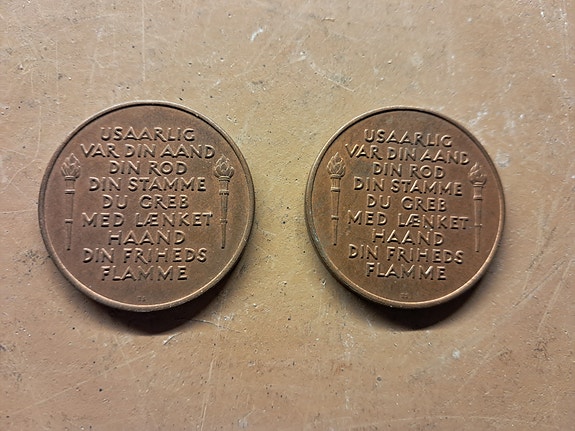 USAARLIG
VAR DIN AAND
DIN ROD
DIN STAMME
DU GREB
MED LÆNKET
HAAND
DIN FRIHEDS
FLAMME
USAARLIG
VAR DIN AAND
DIN ROD
DIN STAMME
DU GREB
MED LÆNKET
HAAND
DIN FRIHEDS
FLAMME